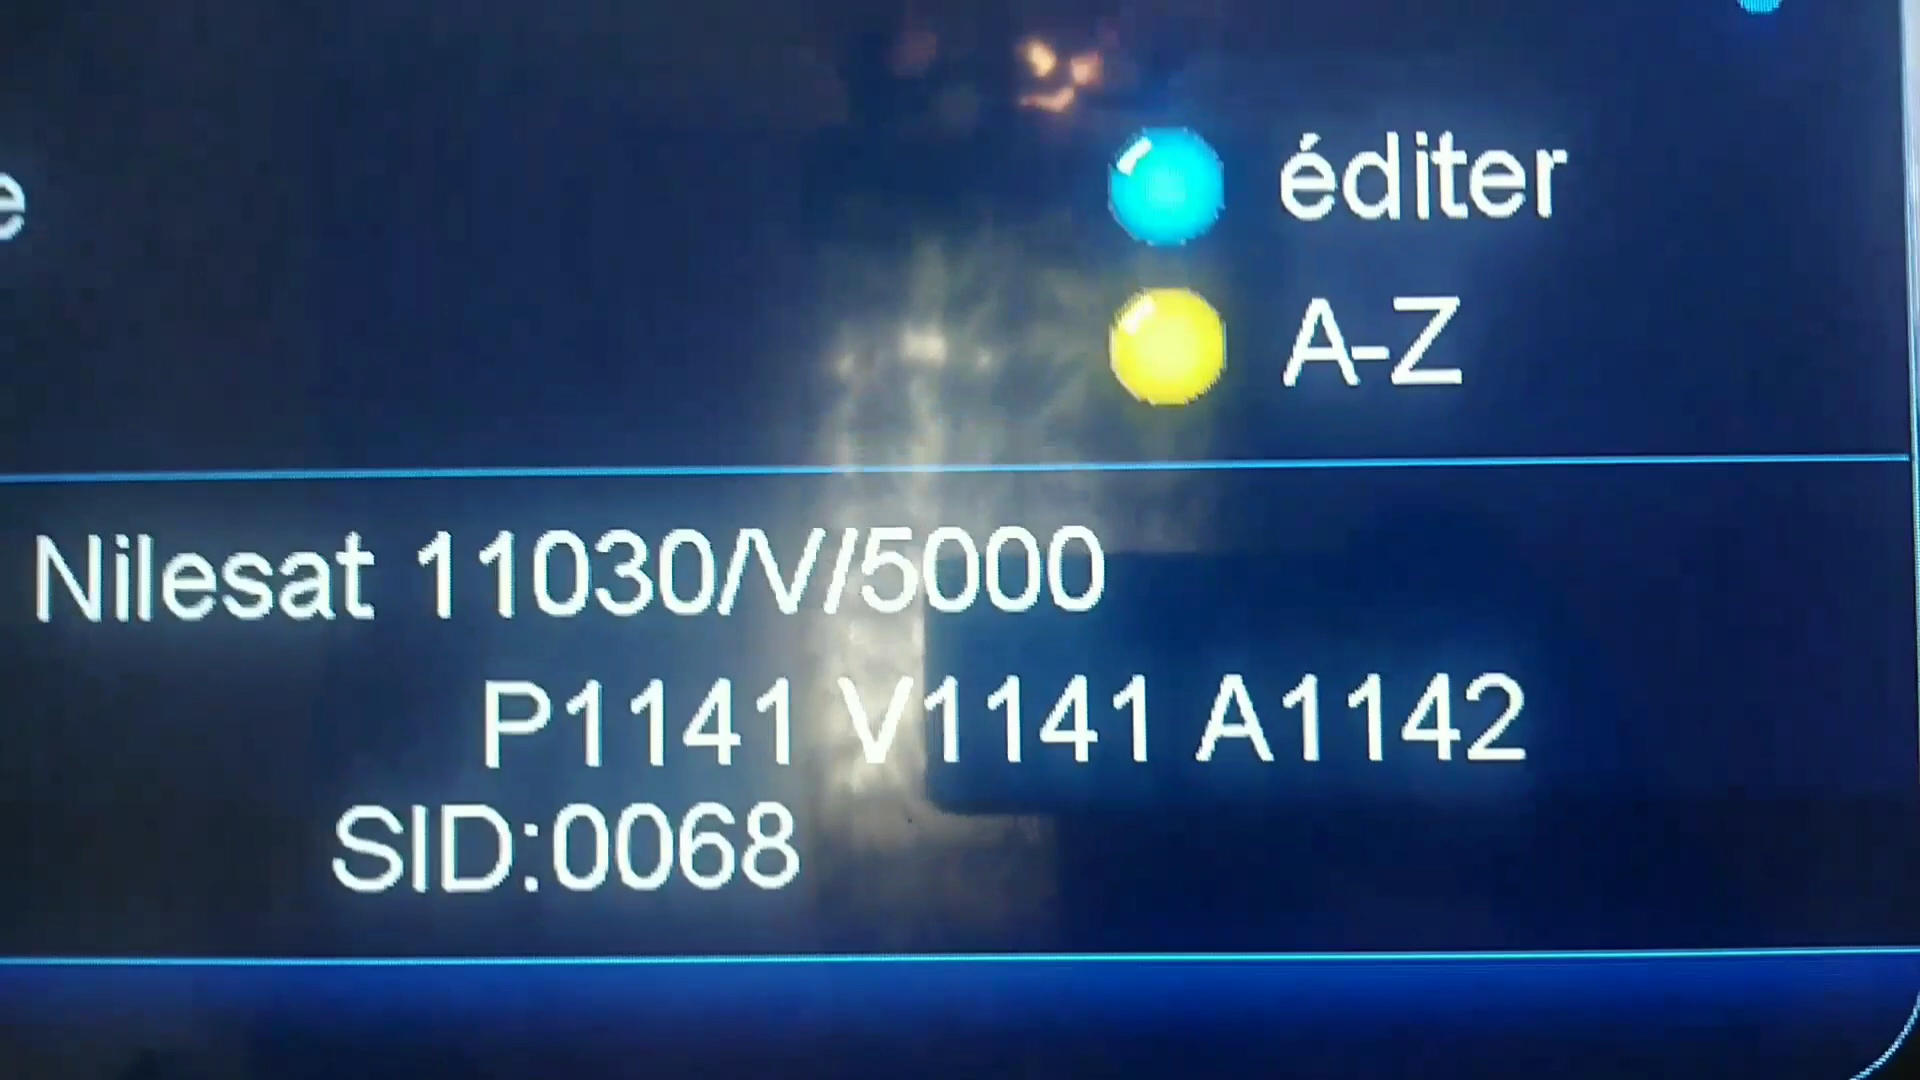 éditer
A-Z
Nilesat 11030/V/5000
P1141 V1141 A1142
SID:0068